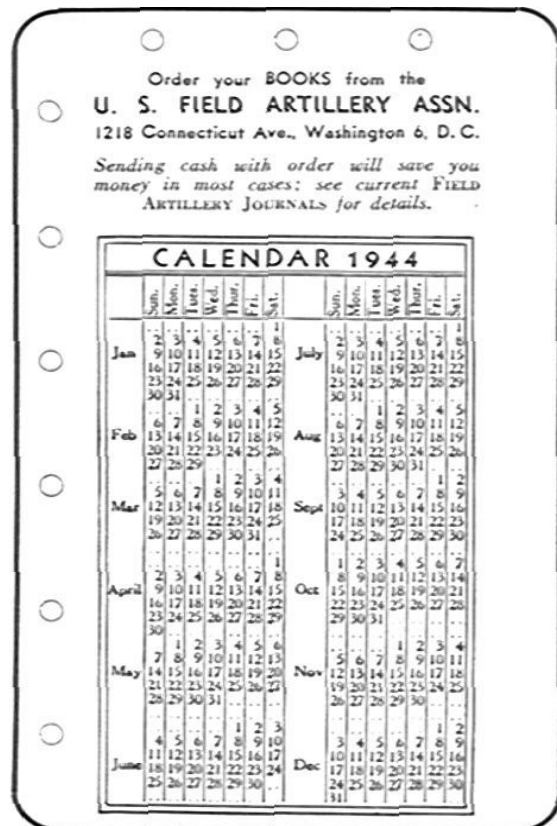 Order your BOOKS from the
U. S. FIELD ARTILLERY ASSN.
1218 Connecticut Ave., Washington 6, D. C.
Sending cash with order will save you
money in most cases; see current FIELD
ARTILLERY JOURNALS for details.
CALENDAR 1944
Sun. Mon. Tues. Wed. Thur. Fri. Sat.
1
2 3 4 5 6 7 8
Jan 9 10 11 12 13 14 15
16 17 18 19 20 21 22
23 24 25 26 27 28 29
30 31
1 2 3 4 5
6 7 8 9 10 11 12
Feb 13 14 15 16 17 18 19
20 21 22 23 24 25 26
27 28 29
1 2 3 4
5 6 7 8 9 10 11
Mar 12 13 14 15 16 17 18
19 20 21 22 23 24 25
26 27 28 29 30 31
1
2 3 4 5 6 7 8
April 9 10 11 12 13 14 15
16 17 18 19 20 21 22
23 24 25 26 27 28 29
30
1 2 3 4 5 6
7 8 9 10 11 12 13
May 14 15 16 17 18 19 20
21 22 23 24 25 26 27
28 29 30 31
1 2 3
4 5 6 7 8 9 10
11 12 13 14 15 16 17
June 18 19 20 21 22 23 24
25 26 27 28 29 30
Sun. Mon. Tues. Wed. Thur. Fri. Sat.
1
2 3 4 5 6 7 8
July 9 10 11 12 13 14 15
16 17 18 19 20 21 22
23 24 25 26 27 28 29
30 31
1 2 3 4 5
6 7 8 9 10 11 12
Aug 13 14 15 16 17 18 19
20 21 22 23 24 25 26
27 28 29 30 31
1 2
3 4 5 6 7 8 9
Sept 10 11 12 13 14 15 16
17 18 19 20 21 22 23
24 25 26 27 28 29 30
1 2 3 4 5 6 7
8 9 10 11 12 13 14
Oct 15 16 17 18 19 20 21
22 23 24 25 26 27 28
29 30 31
1 2 3 4
5 6 7 8 9 10 11
Nov 12 13 14 15 16 17 18
19 20 21 22 23 24 25
26 27 28 29 30
1 2
3 4 5 6 7 8 9
10 11 12 13 14 15 16
Dec 17 18 19 20 21 22 23
24 25 26 27 28 29 30
31